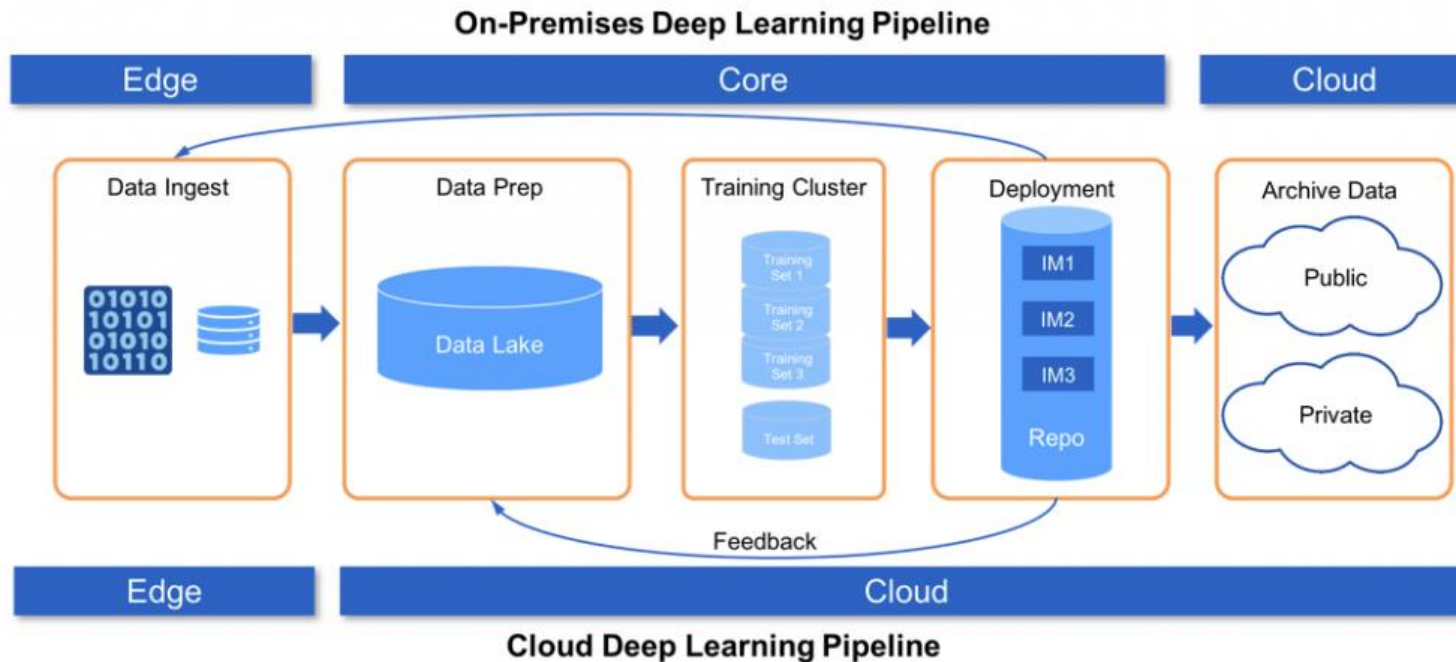 On-Premises Deep Learning Pipeline
Edge
Core
Cloud
Data Ingest
Data Prep
Training Cluster
Deployment
Archive Data
01010
10101
01010
10110
Data Lake
Training
Set 1
Training
Set 2
Training
Set 3
Test Set
IM1
IM2
IM3
Repo
Public
Private
Feedback
Edge
Cloud
Cloud Deep Learning Pipeline